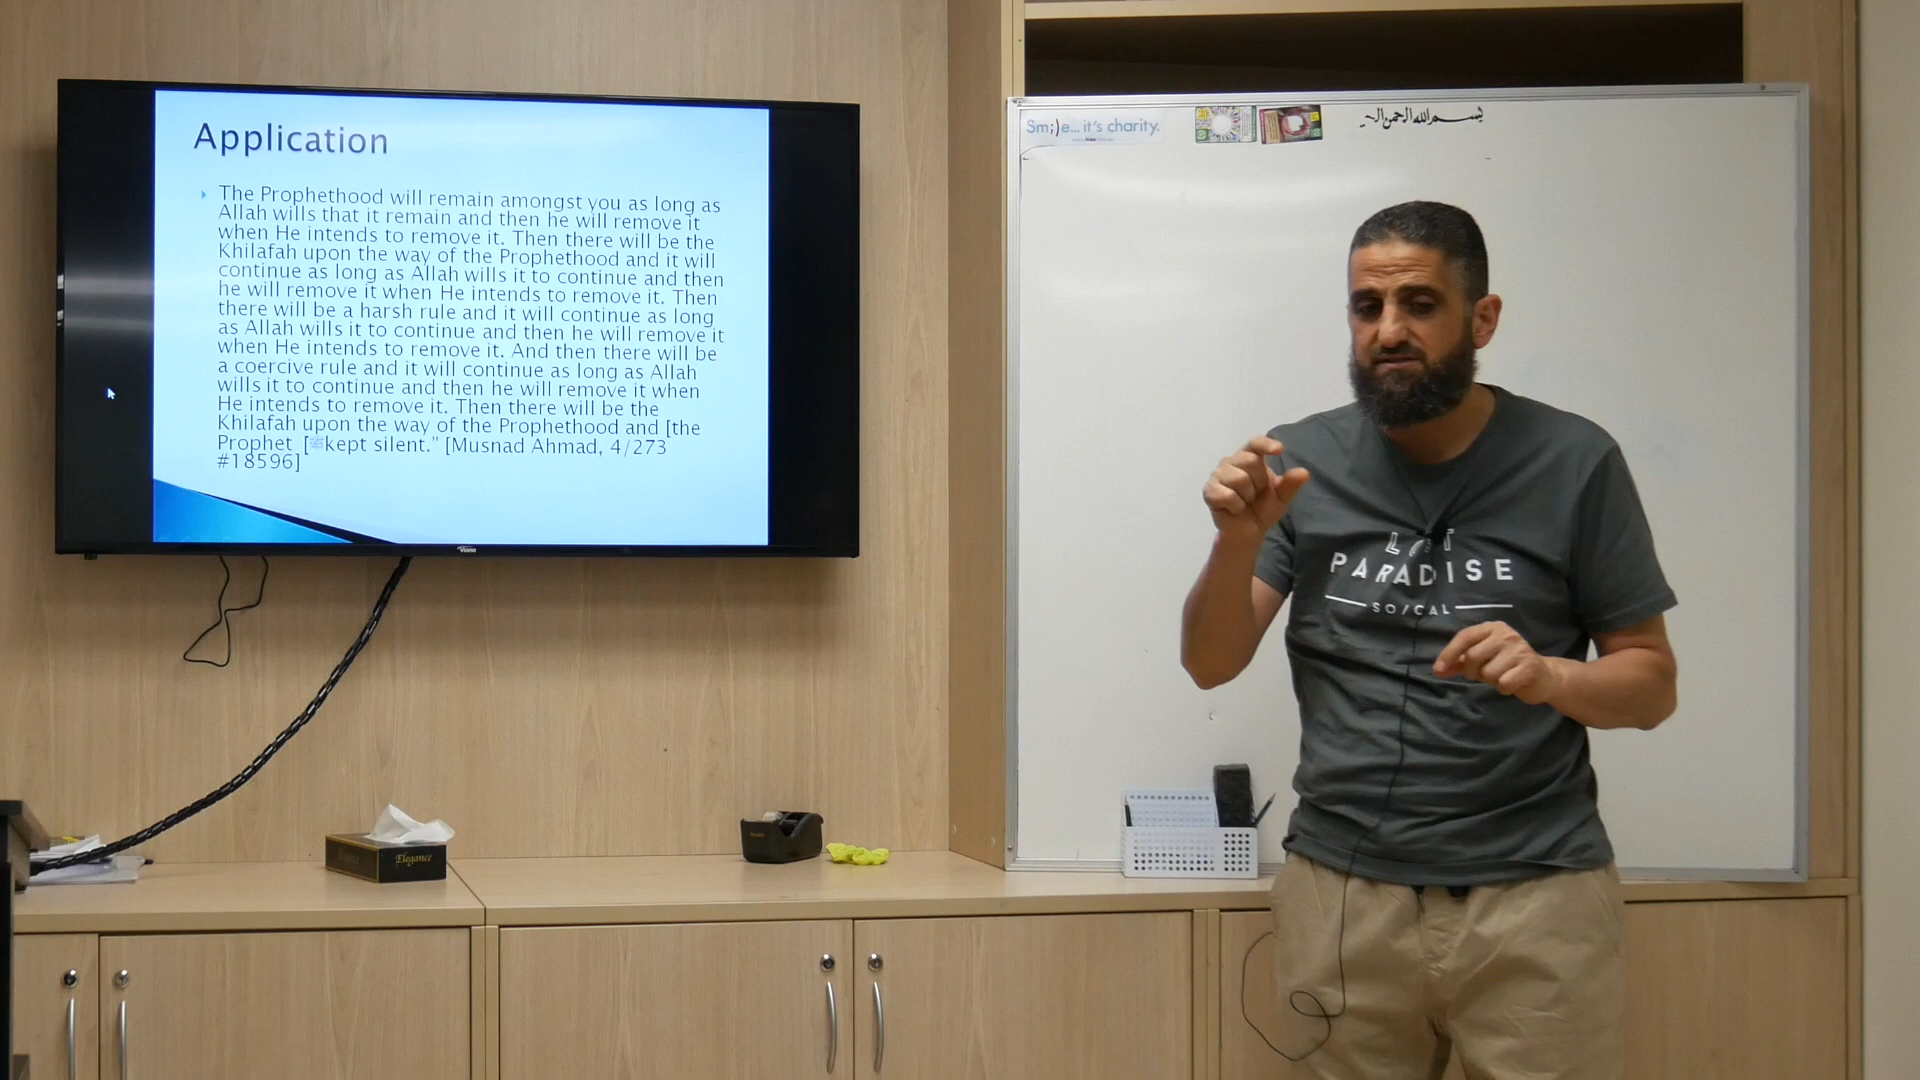 Application
The Prophethood will remain amongst you as long as
Allah wills that it remain and then he will remove it
when He intends to remove it. Then there will be the
Khilafah upon the way of the Prophethood and it will
continue as long as Allah wills it to continue and then
he will remove it when He intends to remove it. Then
there will be a harsh rule and it will continue as long
as Allah wills it to continue and then he will remove it
when He intends to remove it. And then there will be
a coercive rule and it will continue as long as Allah
wills it to continue and then he will remove it when
He intends to remove it. Then there will be the
Khilafah upon the way of the Prophethood and [the
Prophet [ﷺkept silent.” [Musnad Ahmad, 4/273
#18596]
Viano
Sm;)e... it's charity.
بسم الله الرحمن الرحيم
PARADISE
SO/CAL
Elegance